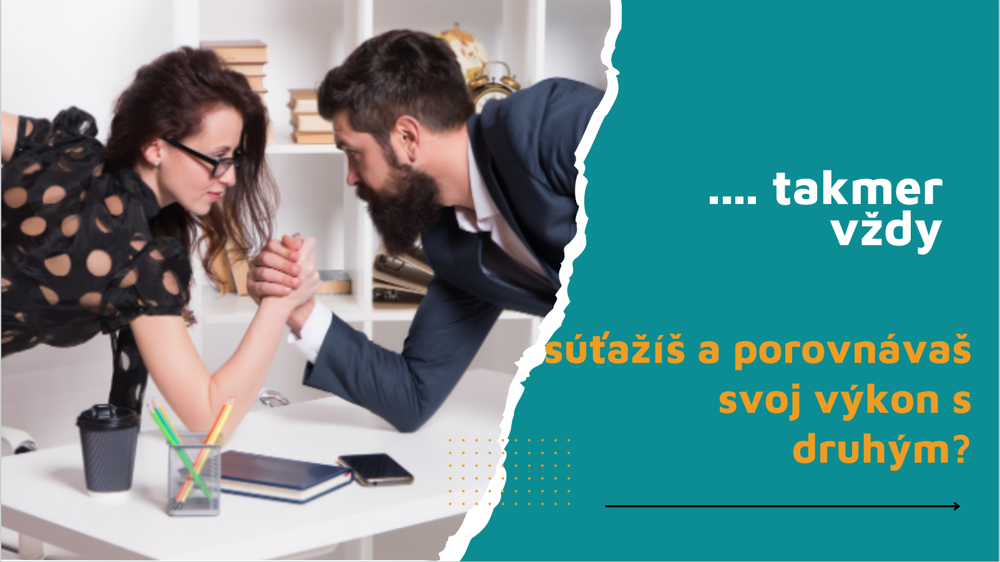 .... takmer
vždy
súťažíš a porovnávaš
svoj výkon s
druhým?